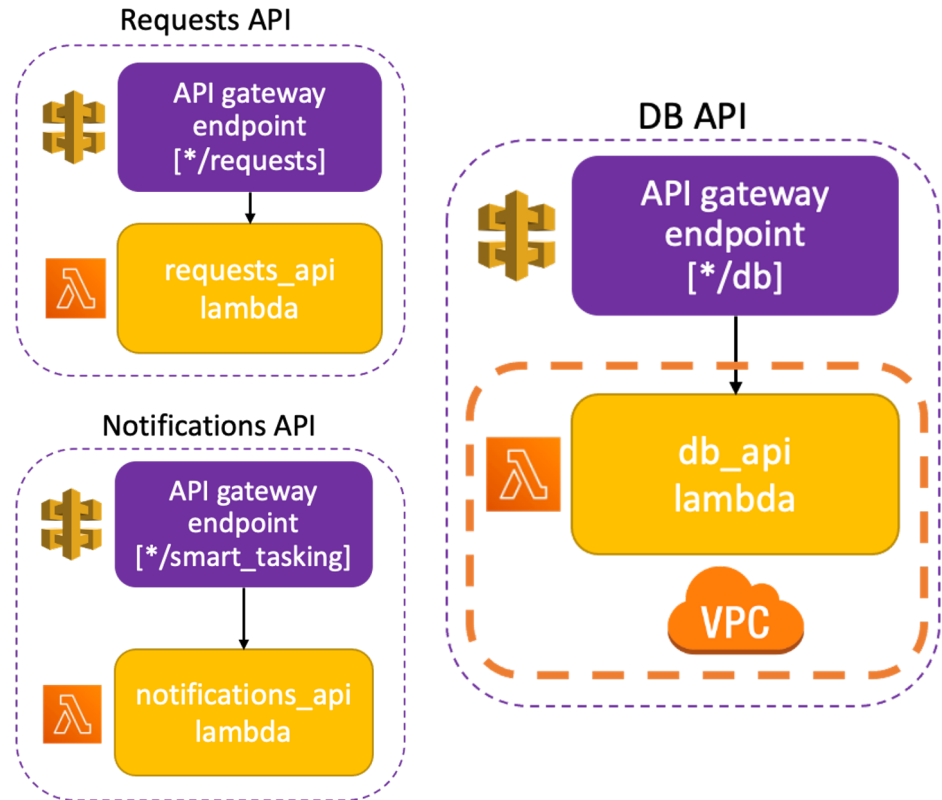 Requests API
API gateway
endpoint
[*/requests]
requests_api
lambda
Notifications API
API gateway
endpoint
[*/smart_tasking]
notifications_api
lambda
DB API
API gateway
endpoint
[*/db]
db_api
lambda
VPC